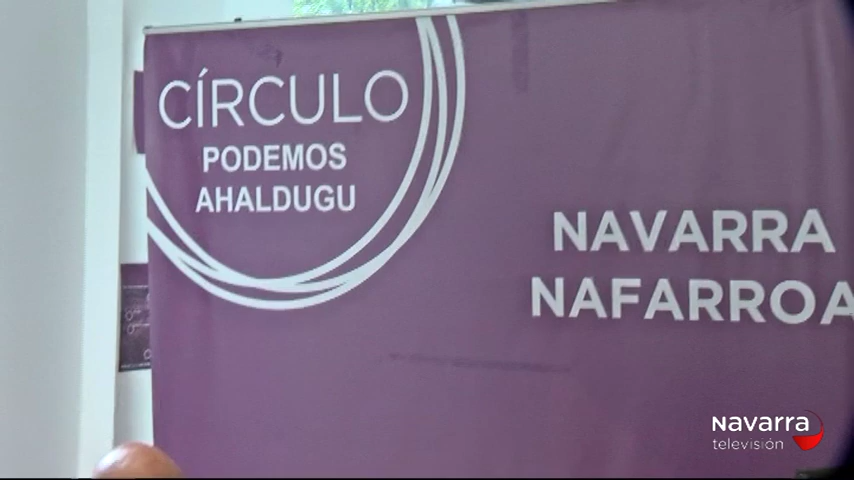 CÍRCULO
PODEMOS
AHALDUGU
NAVARRA
NAFARROA
Navarra
televisión